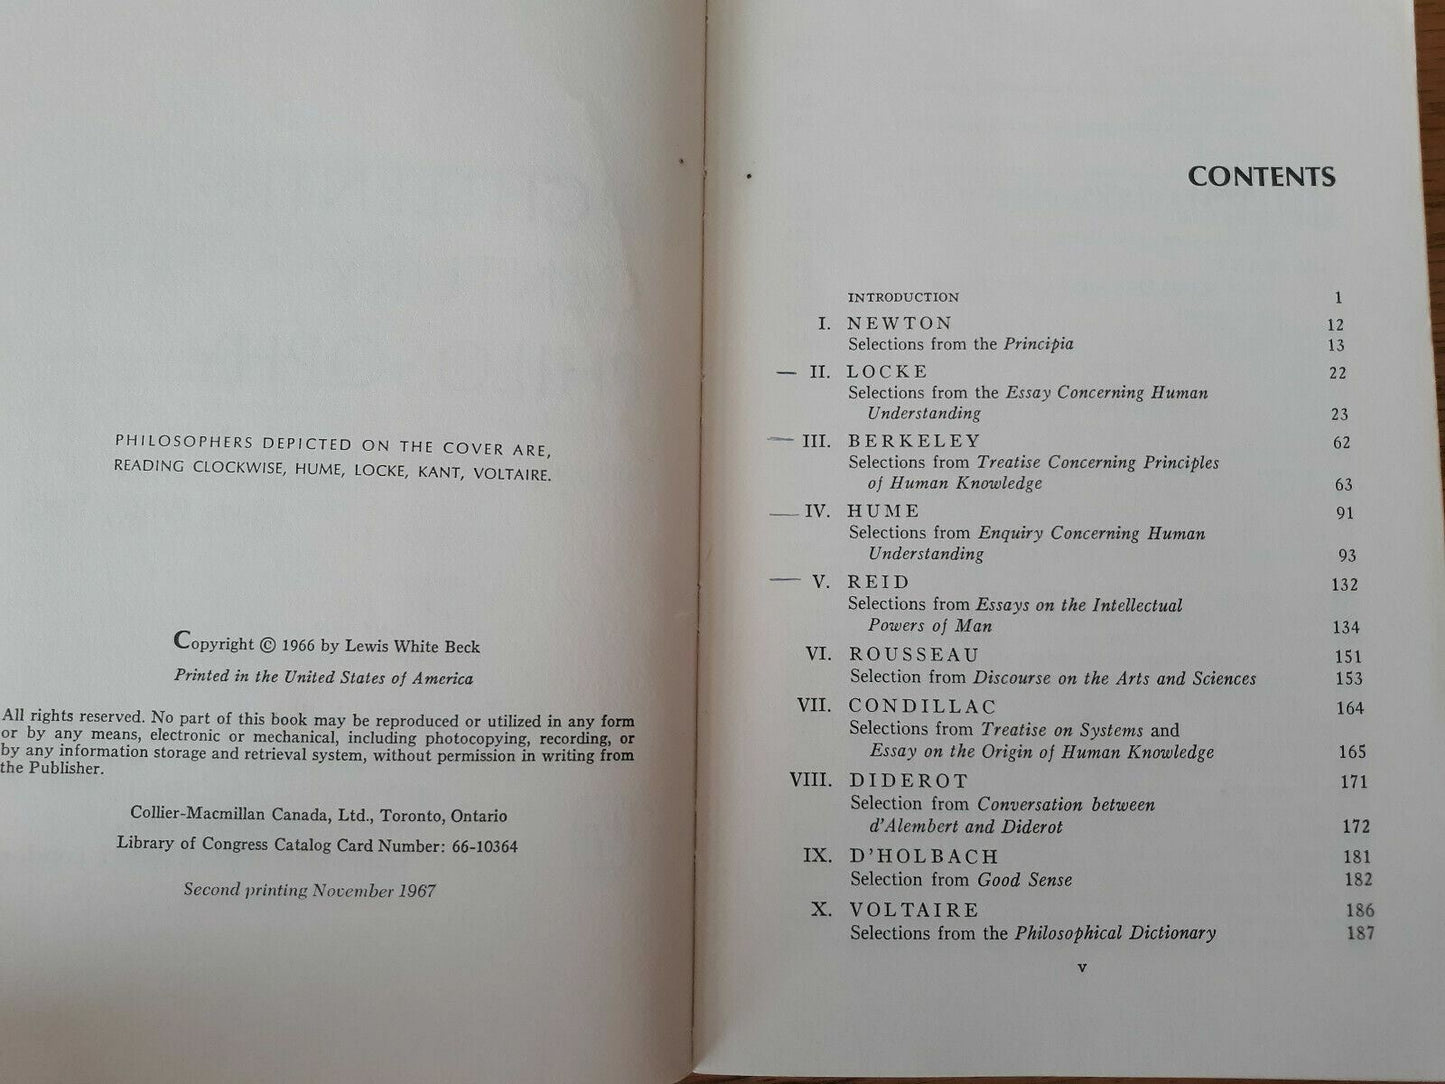 PHILOSOPHERS DEPICTED ON THE COVER ARE,
READING CLOCKWISE, HUME, LOCKE, KANT, VOLTAIRE.
Copyright © 1966 by Lewis White Beck
Printed in the United States of America
All rights reserved. No part of this book may be reproduced or utilized in any form
or by any means, electronic or mechanical, including photocopying, recording, or
by any information storage and retrieval system, without permission in writing from
the Publisher.
Collier-Macmillan Canada, Ltd., Toronto, Ontario
Library of Congress Catalog Card Number: 66-10364
Second printing November 1967
CONTENTS
INTRODUCTION 1
I. NEWTON 12
Selections from the Principia 13
II. LOCKE 22
Selections from the Essay Concerning Human
Understanding 23
III. BERKELEY 62
Selections from Treatise Concerning Principles
of Human Knowledge 63
IV. HUME 91
Selections from Enquiry Concerning Human
Understanding 93
V. REID 132
Selections from Essays on the Intellectual
Powers of Man 134
VI. ROUSSEAU 151
Selection from Discourse on the Arts and Sciences 153
VII. CONDILLAC 164
Selections from Treatise on Systems and
Essay on the Origin of Human Knowledge 165
VIII. DIDEROT 171
Selection from Conversation between
d'Alembert and Diderot 172
IX. D'HOLBACH 181
Selection from Good Sense 182
X. VOLTAIRE 186
Selections from the Philosophical Dictionary 187
v